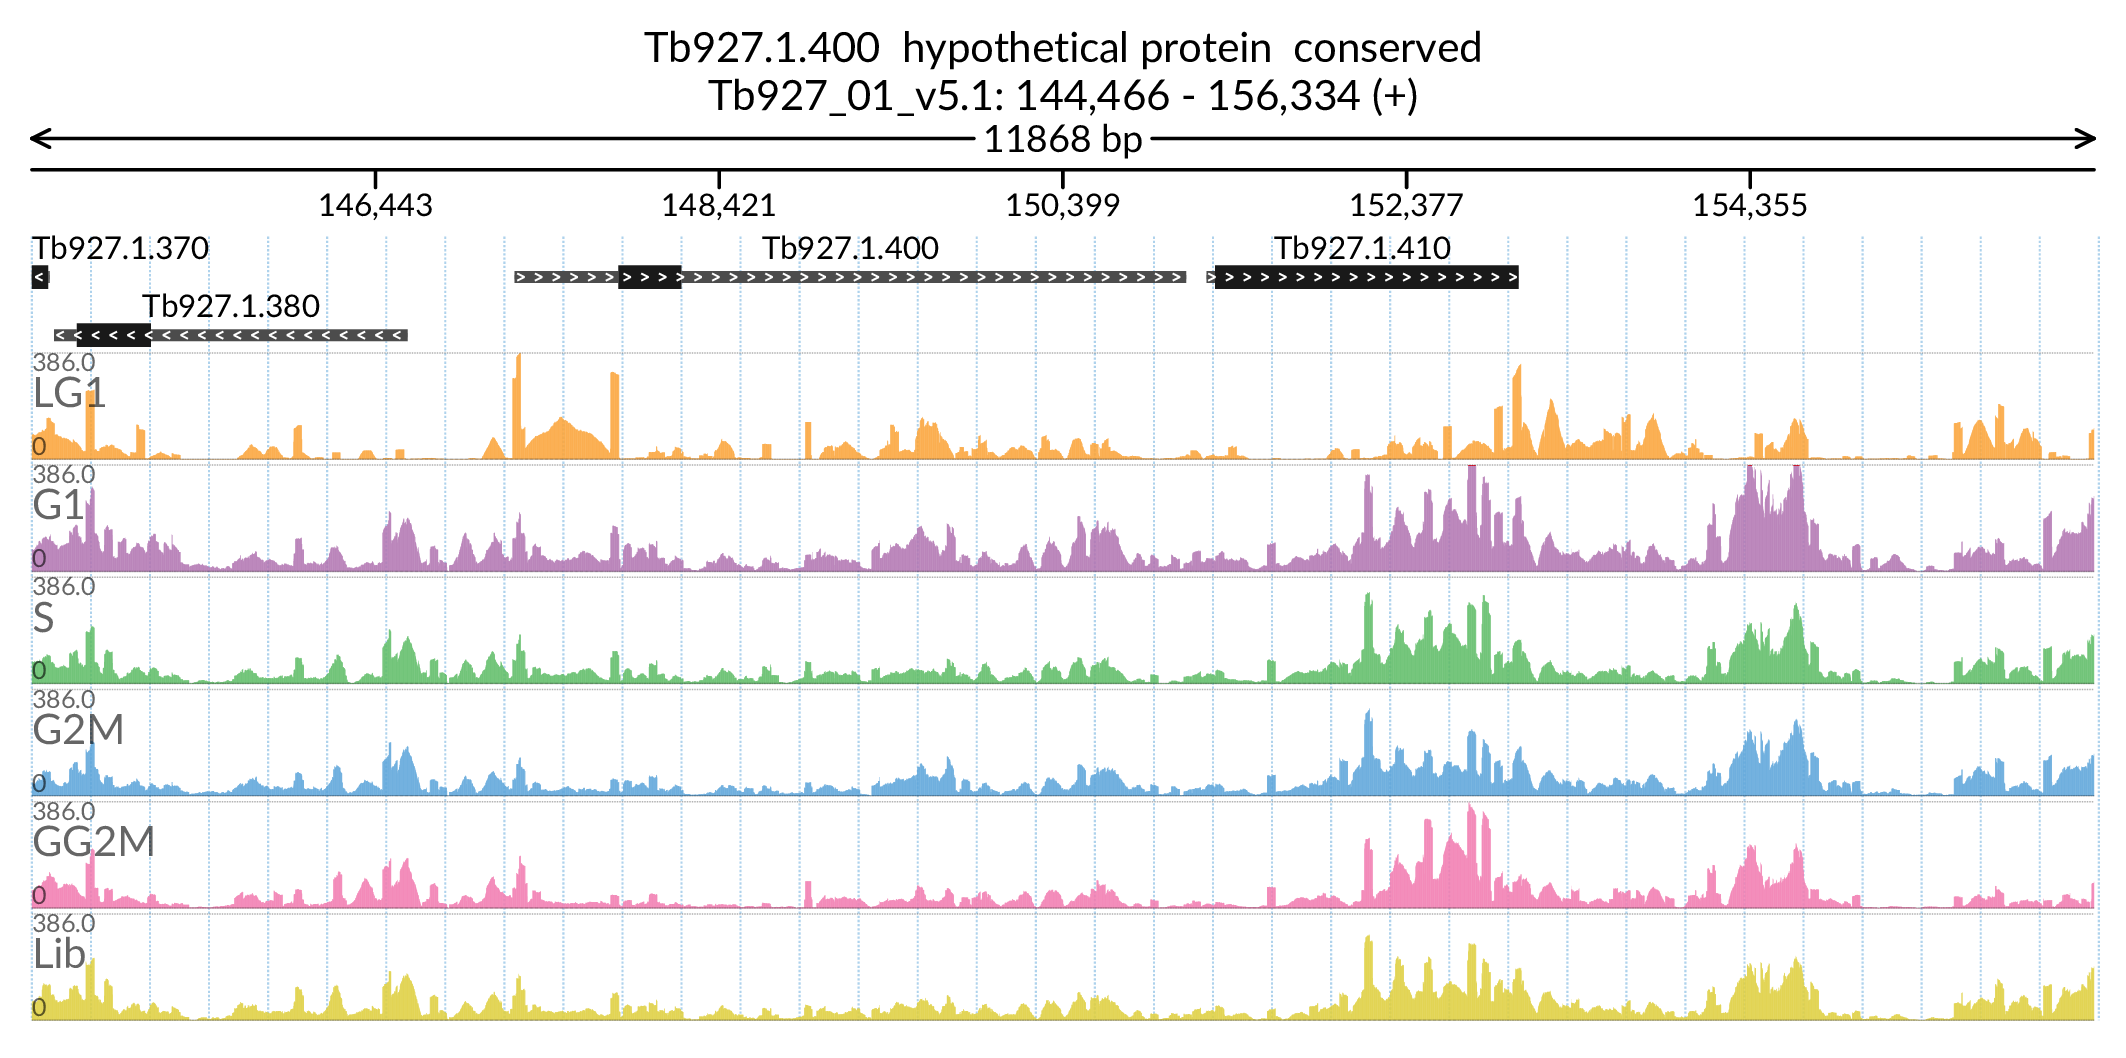 Tb927.1.400  hypothetical protein  conserved
Tb927_01_v5.1: 144,466 - 156,334 (+)
11868 bp
146,443 148,421 150,399 152,377 154,355
Tb927.1.370 Tb927.1.400 Tb927.1.410
Tb927.1.380
386.0
LG1
0
386.0
G1
0
386.0
S
0
386.0
G2M
0
386.0
GG2M
0
386.0
Lib
0